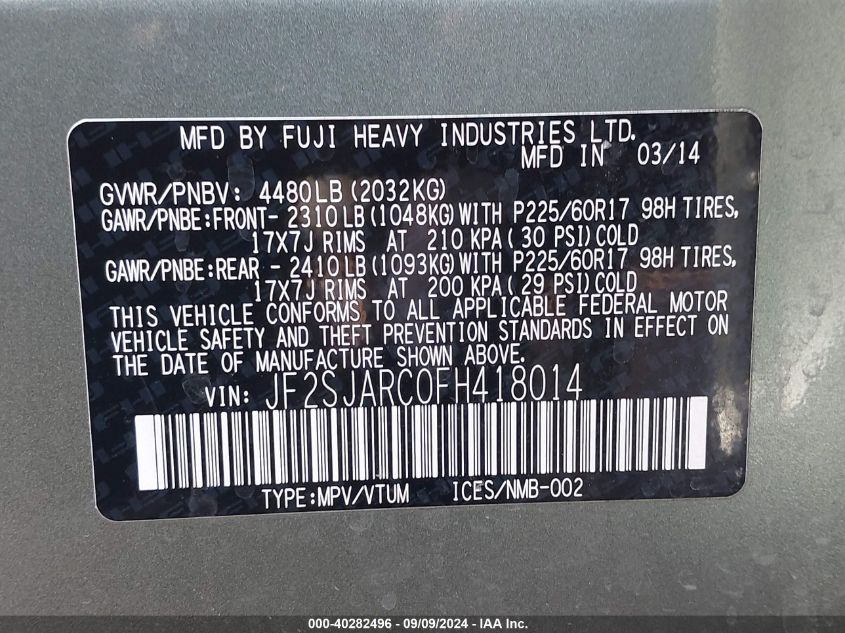 MFD BY FUJI HEAVY INDUSTRIES LTD.
MFD IN 03/14
GVWR/PNBV: 4480LB(2032KG)
GAWR/PNBE:FRONT- 2310LB(1048KG)WITH P225/60R17 98H TIRES,
17X7J RIMS AT 210 KPA(30 PSI)COLD
GAWR/PNBE:REAR - 2410LB(1093KG)WITH P225/60R17 98H TIRES,
17X7J RIMS AT 200 KPA(29 PSI)COLD
THIS VEHICLE CONFORMS TO ALL APPLICABLE FEDERAL MOTOR
VEHICLE SAFETY AND THEFT PREVENTION STANDARDS IN EFFECT ON
THE DATE OF MANUFACTURE SHOWN ABOVE.
VIN: JF2SJARC0FH418014
TYPE:MPV/VTUM ICES/NMB-002
000-40282496 - 09/09/2024 - IAA Inc.